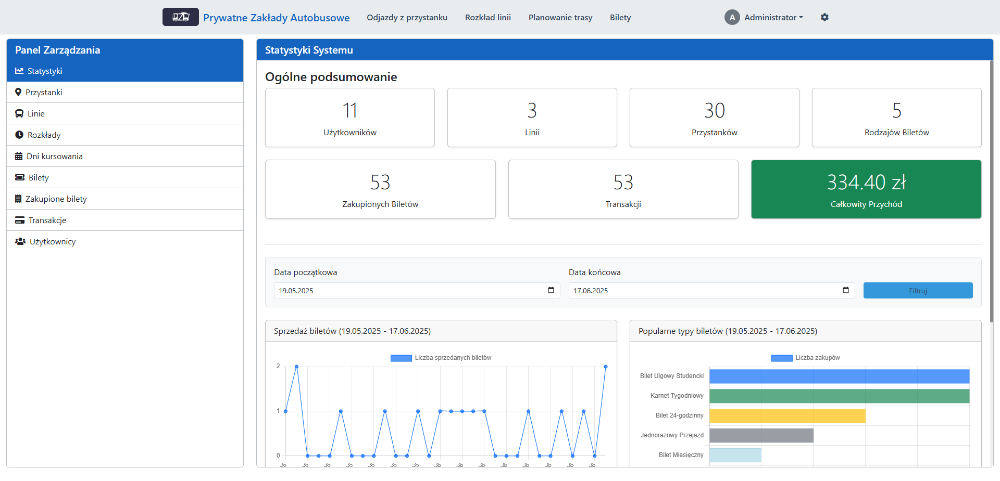 PZA Prywatne Zakłady Autobusowe Odjazdy z przystanku Rozkład linii Planowanie trasy Bilety A Administrator
Panel Zarządzania
Statystyki
Przystanki
Linie
Rozkłady
Dni kursowania
Bilety
Zakupione bilety
Transakcje
Użytkownicy
Statystyki Systemu
Ogólne podsumowanie
11
Użytkowników
3
Linii
30
Przystanków
5
Rodzajów Biletów
53
Zakupionych Biletów
53
Transakcji
334.40 zł
Całkowity Przychód
Data początkowa
19.05.2025
Data końcowa
17.06.2025
Filtruj
Sprzedaż biletów (19.05.2025 - 17.06.2025)
Liczba sprzedanych biletów
2
1
0
Popularne typy biletów (19.05.2025 - 17.06.2025)
Liczba zakupów
Bilet Ulgowy Studencki
Karnet Tygodniowy
Bilet 24-godzinny
Jednorazowy Przejazd
Bilet Miesięczny